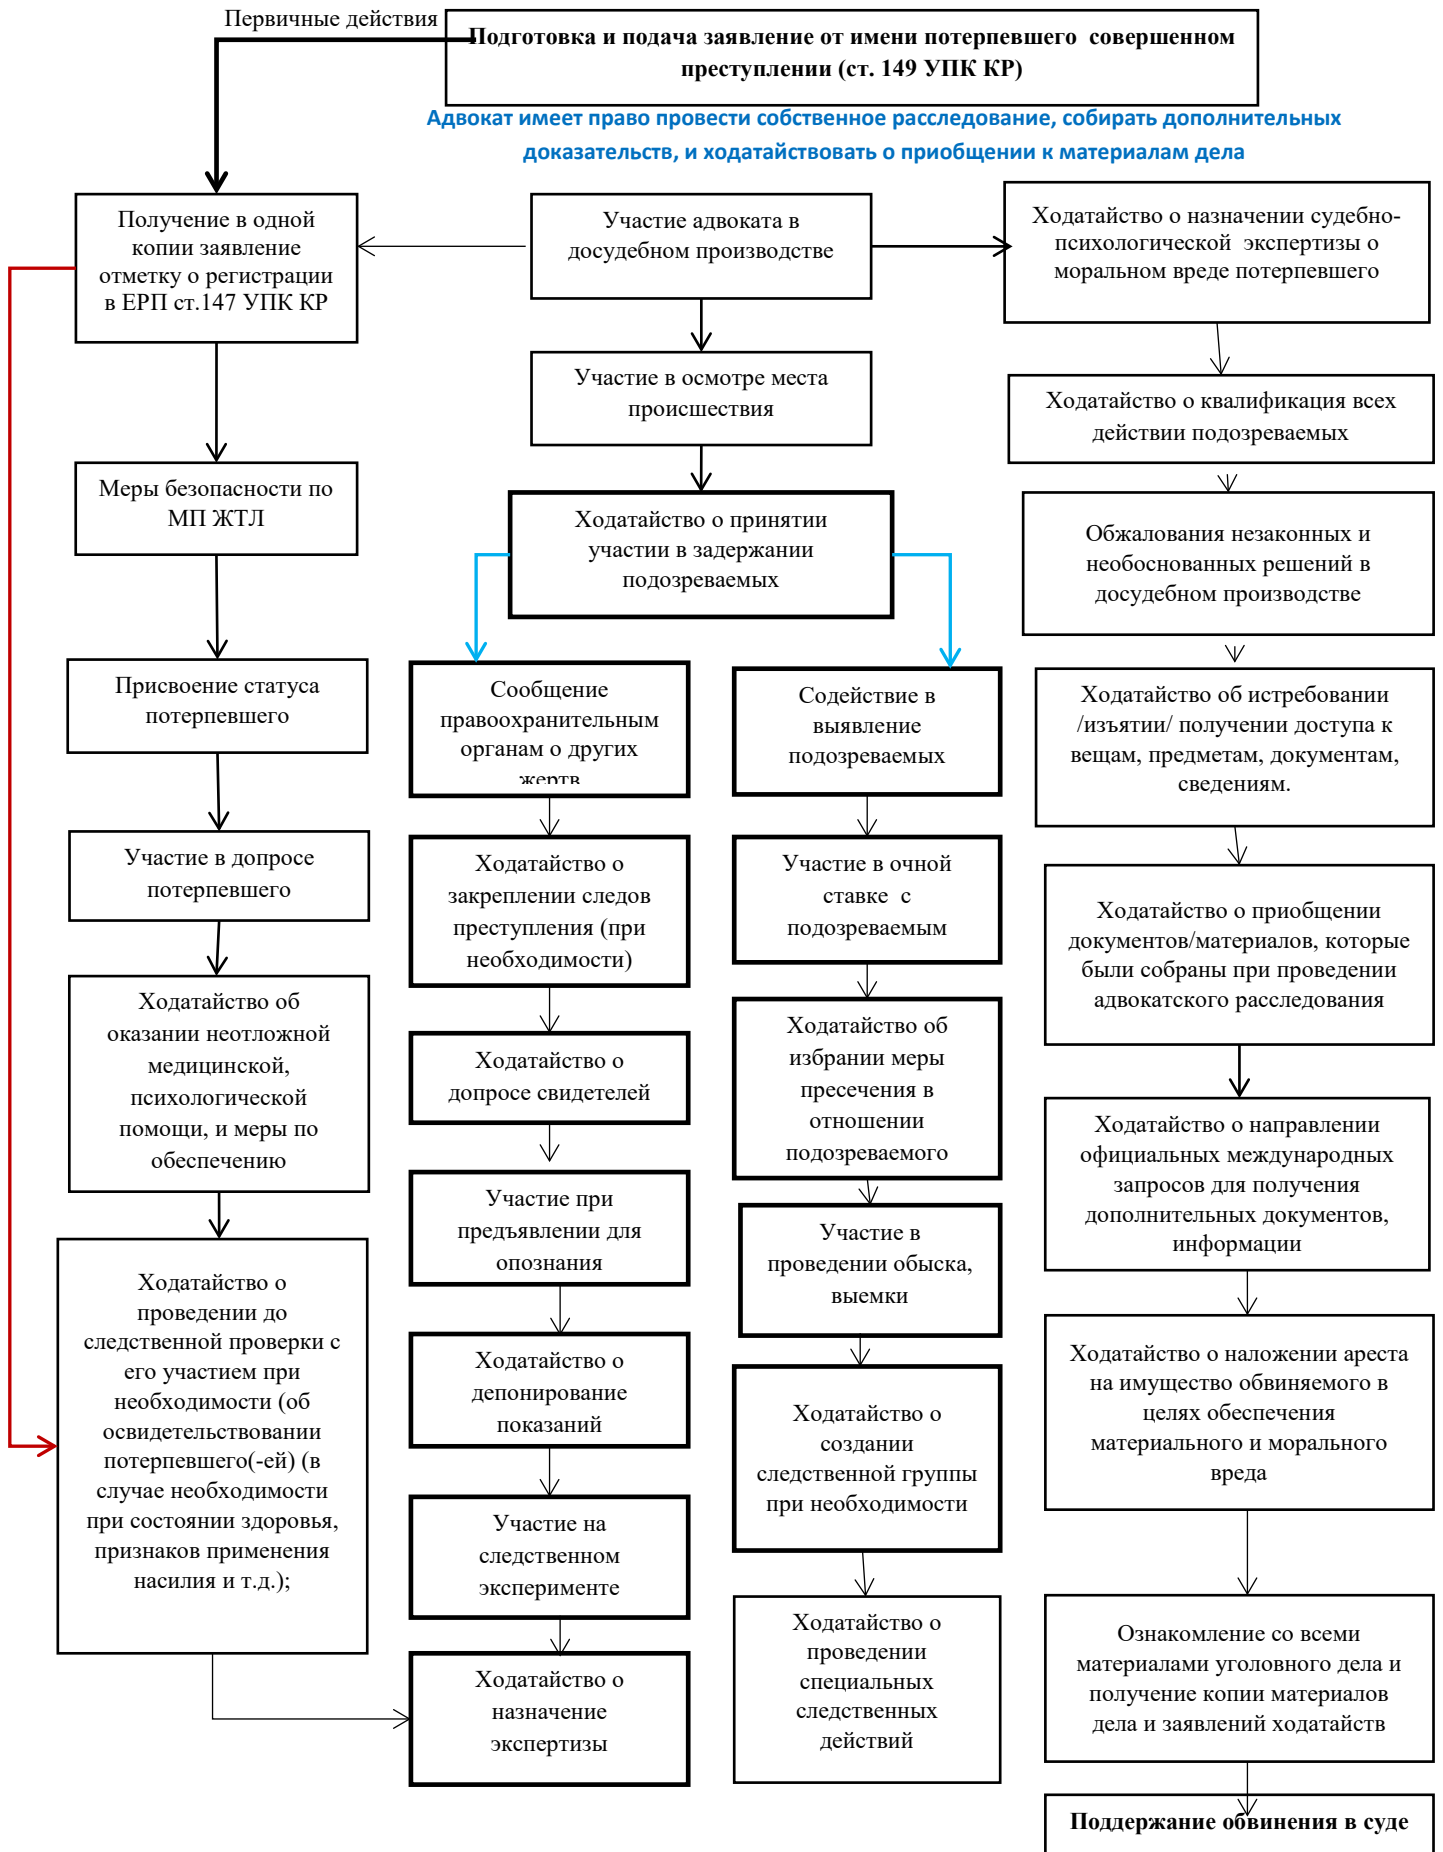 Первичные действия
Подготовка и подача заявление от имени потерпевшего совершенном
преступлении (ст. 149 УПК КР)
Адвокат имеет право провести собственное расследование, собирать дополнительных
доказательств, и ходатайствовать о приобщении к материалам дела
Получение в одной
копии заявление
отметку о регистрации
в ЕРП ст.147 УПК КР
Меры безопасности по
МП ЖТЛ
Присвоение статуса
потерпевшего
Участие в допросе
потерпевшего
Ходатайство об
оказании неотложной
медицинской,
психологической
помощи, и меры по
обеспечению
Ходатайство о
проведении до
следственной проверки с
его участием при
необходимости (об
освидетельствовании
потерпевшего(-ей) (в
случае необходимости
при состоянии здоровья,
признаков применения
насилия и т.д.);
Участие адвоката в
досудебном производстве
Участие в осмотре места
происшествия
Ходатайство о принятии
участии в задержании
подозреваемых
Сообщение
правоохранительным
органам о других
жертв
Ходатайство о
закреплении следов
преступления (при
необходимости)
Ходатайство о
допросе свидетелей
Участие при
предъявлении для
опознания
Ходатайство о
депонирование
показаний
Участие на
следственном
эксперименте
Ходатайство о
назначение
экспертизы
Содействие в
выявление
подозреваемых
Участие в очной
ставке с
подозреваемым
Ходатайство об
избрании меры
пресечения в
отношении
подозреваемого
Участие в
проведении обыска,
выемки
Ходатайство о
создании
следственной группы
при необходимости
Ходатайство о
проведении
специальных
следственных
действий
Ходатайство о назначении судебно-
психологической экспертизы о
моральном вреде потерпевшего
Ходатайство о квалификация всех
действии подозреваемых
Обжалования незаконных и
необоснованных решений в
досудебном производстве
Ходатайство об истребовании
/изъятии/ получении доступа к
вещам, предметам, документам,
сведениям.
Ходатайство о приобщении
документов/материалов, которые
были собраны при проведении
адвокатского расследования
Ходатайство о направлении
официальных международных
запросов для получения
дополнительных документов,
информации
Ходатайство о наложении ареста
на имущество обвиняемого в
целях обеспечения
материального и морального
вреда
Ознакомление со всеми
материалами уголовного дела и
получение копии материалов
дела и заявлений ходатайств
Поддержание обвинения в суде